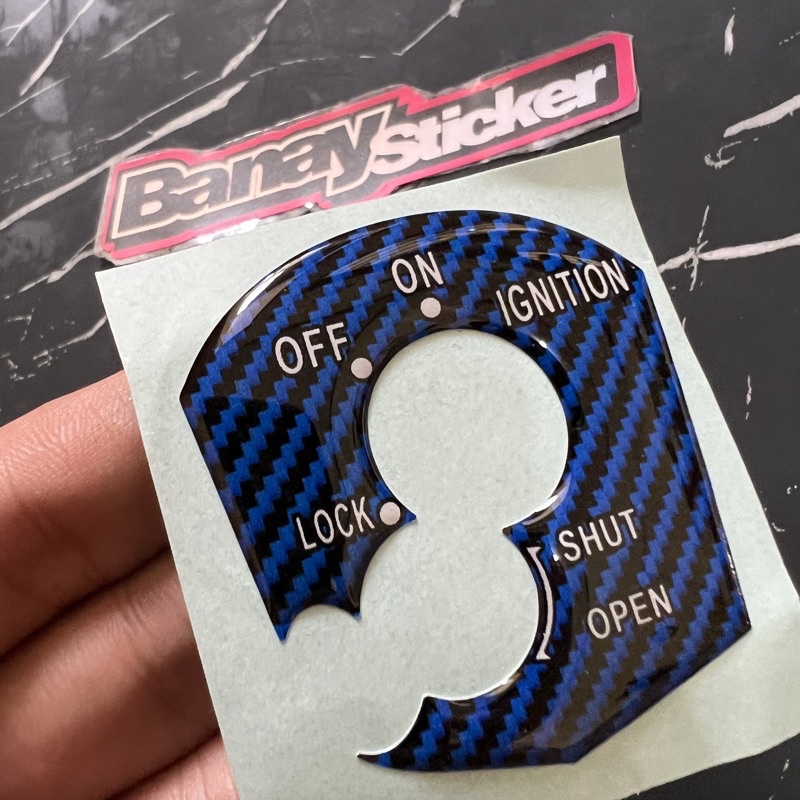 BanaySticker
ON
IGNITION
OFF
LOCK
SHUT
OPEN